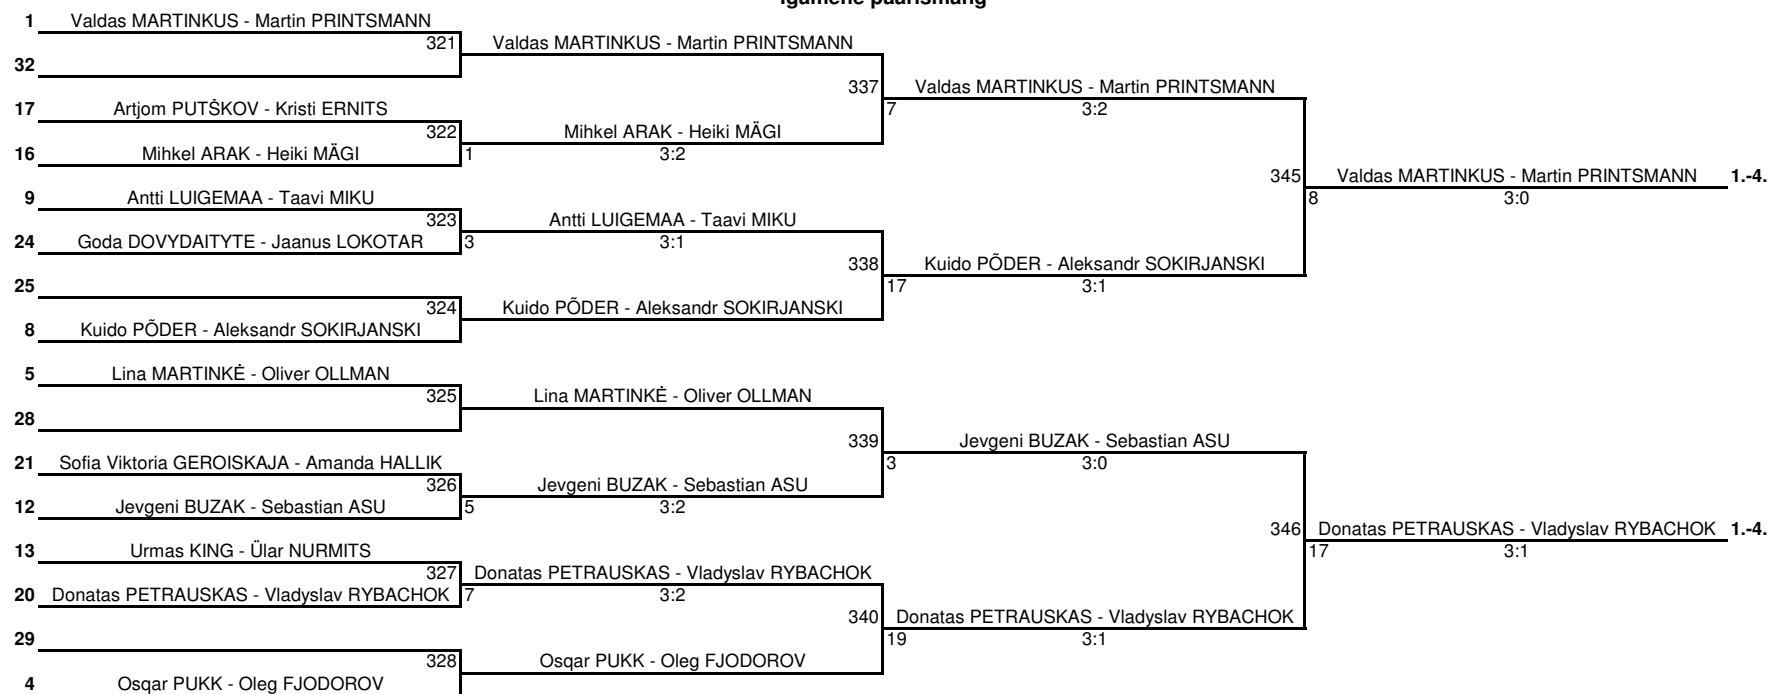 Igamehe paarismäng
1 Valdas MARTINKUS - Martin PRINTSMANN
321 Valdas MARTINKUS - Martin PRINTSMANN
32
337 Valdas MARTINKUS - Martin PRINTSMANN
17 Artjom PUTŠKOV - Kristi ERNITS 7 3:2
322 Mihkel ARAK - Heiki MÄGI
16 Mihkel ARAK - Heiki MÄGI 1 3:2
345 Valdas MARTINKUS - Martin PRINTSMANN 1.-4.
9 Antti LUIGEMAA - Taavi MIKU 8 3:0
323 Antti LUIGEMAA - Taavi MIKU
24 Goda DOVYDAITYTE - Jaanus LOKOTAR 3 3:1
338 Kuido PÕDER - Aleksandr SOKIRJANSKI
25 17 3:1
324 Kuido PÕDER - Aleksandr SOKIRJANSKI
8 Kuido PÕDER - Aleksandr SOKIRJANSKI
5 Lina MARTINKĖ - Oliver OLLMAN
325 Lina MARTINKĖ - Oliver OLLMAN
28
339 Jevgeni BUZAK - Sebastian ASU
21 Sofia Viktoria GEROISKAJA - Amanda HALLIK 3 3:0
326 Jevgeni BUZAK - Sebastian ASU
12 Jevgeni BUZAK - Sebastian ASU 5 3:2
346 Donatas PETRAUSKAS - Vladyslav RYBACHOK 1.-4.
13 Urmas KING - Ülar NURMITS 17 3:1
327 Donatas PETRAUSKAS - Vladyslav RYBACHOK
20 Donatas PETRAUSKAS - Vladyslav RYBACHOK 7 3:2
340 Donatas PETRAUSKAS - Vladyslav RYBACHOK
29 19 3:1
328 Osqar PUKK - Oleg FJODOROV
4 Osqar PUKK - Oleg FJODOROV